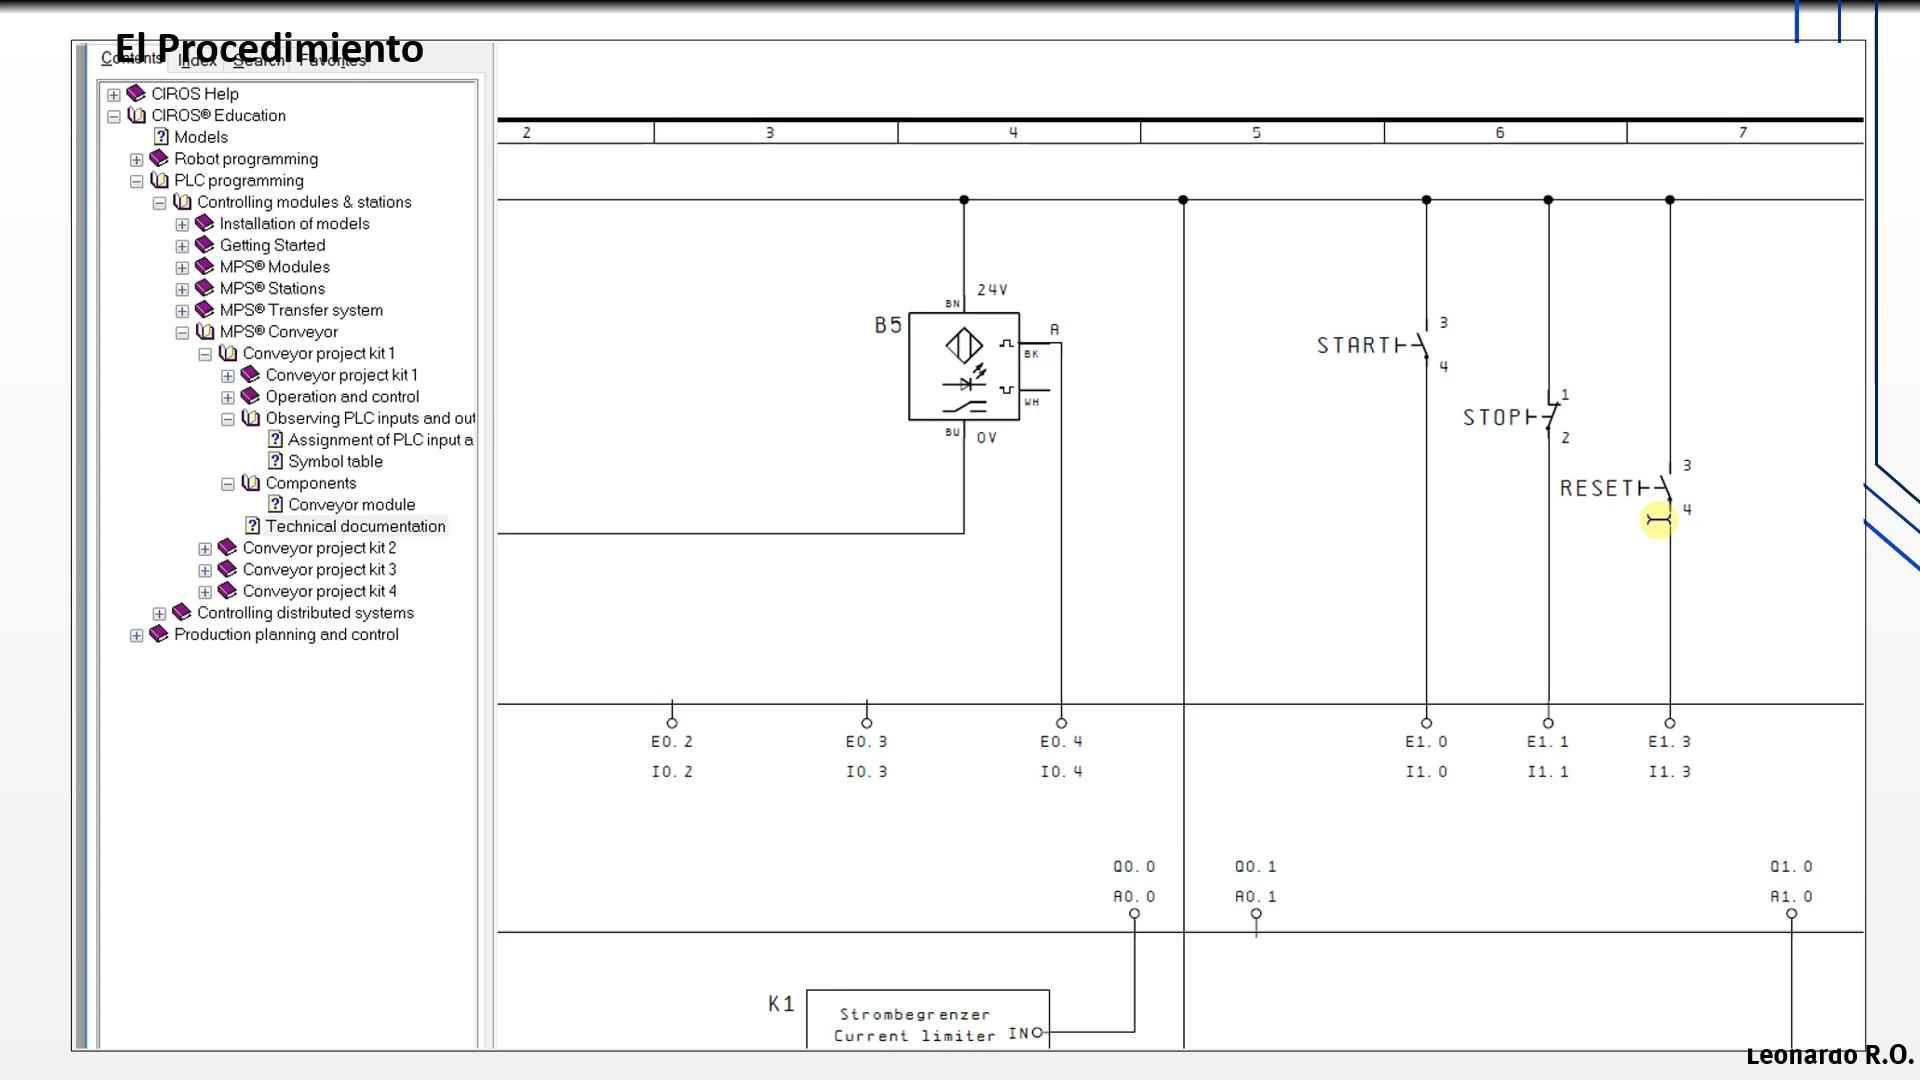 El Procedimiento
Contents Index Search Favorites
CIROS Help
CIROS® Education
Models
Robot programming
PLC programming
Controlling modules & stations
Installation of models
Getting Started
MPS® Modules
MPS® Stations
MPS® Transfer system
MPS® Conveyor
Conveyor project kit 1
Conveyor project kit 1
Operation and control
Observing PLC inputs and out
Assignment of PLC input a
Symbol table
Components
Conveyor module
Technical documentation
Conveyor project kit 2
Conveyor project kit 3
Conveyor project kit 4
Controlling distributed systems
Production planning and control
2 3 4 5 6 7
24V
BN
B5
A
BK
WH
BU
0V
START
3
4
STOP
1
2
RESET
3
4
E0.2 E0.3 E0.4 E1.0 E1.1 E1.3
I0.2 I0.3 I0.4 I1.0 I1.1 I1.3
Q0.0 Q0.1 Q1.0
A0.0 A0.1 A1.0
K1
Strombegrenzer
Current limiter IN
Leonardo R.O.